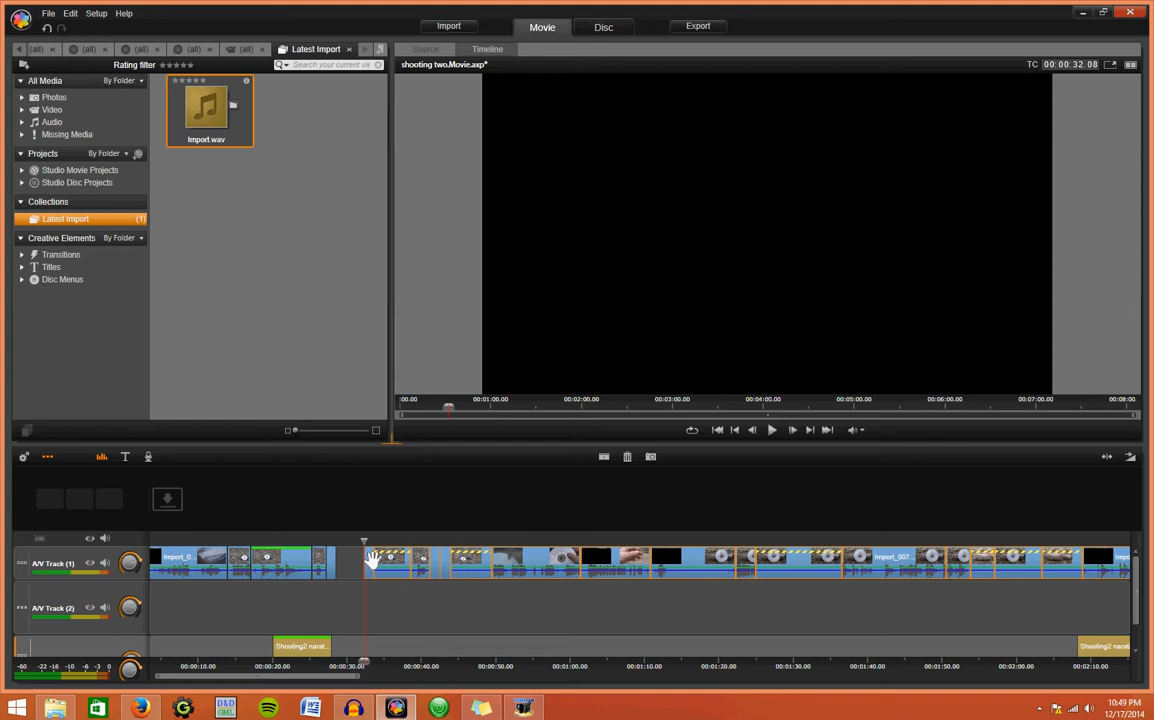 File Edit Setup Help
Import Movie Disc Export
(all) (all) (all) (all) (all) Latest Import
Source Timeline
Rating filter
Search your current vie
shooting two.Movie.axp*
TC 00:00:32.08
All Media By Folder
Photos
Video
Audio
Missing Media
Import.wav
Projects By Folder
Studio Movie Projects
Studio Disc Projects
Collections
Latest Import (1)
Creative Elements By Folder
Transitions
Titles
Disc Menus
:00.00 00:01:00.00 00:02:00.00 00:03:00.00 00:04:00.00 00:05:00.00 00:06:00.00 00:07:00.00 00:08:00
T
A/V Track (1)
Import_0... Import_007... Impo
A/V Track (2)
Shooting2 narat... Shooting2 narati
-60 -22 -16 -10 -6 -3 0
00:00:10.00 00:00:20.00 00:00:30.00 00:00:40.00 00:00:50.00 00:01:00.00 00:01:10.00 00:01:20.00 00:01:30.00 00:01:40.00 00:01:50.00 00:02:00.00 00:02:10.00
D&D
GML
10:49 PM
12/17/2014